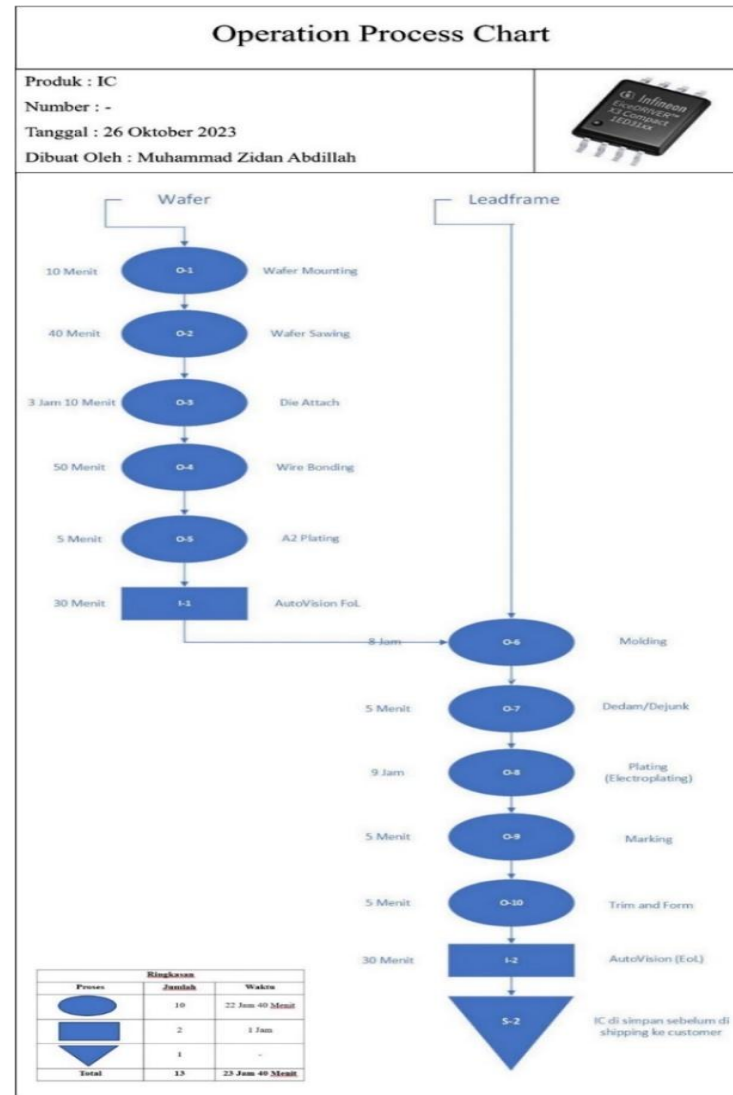 Operation Process Chart
Produk : IC
Number : -
Tanggal : 26 Oktober 2023
Dibuat Oleh : Muhammad Zidan Abdillah
Infineon
EiceDRIVER™
X3 Compact
1ED31xx
Wafer
Leadframe
10 Menit O-1 Wafer Mounting
40 Menit O-2 Wafer Sawing
3 Jam 10 Menit O-3 Die Attach
50 Menit O-4 Wire Bonding
5 Menit O-5 A2 Plating
30 Menit I-1 AutoVision FoL
8 Jam O-6 Molding
5 Menit O-7 Dedam/Dejunk
9 Jam O-8 Plating
(Electroplating)
5 Menit O-9 Marking
5 Menit O-10 Trim and Form
30 Menit I-2 AutoVision (EoL)
S-2 IC di simpan sebelum di
shipping ke customer
Ringkasan
Proses Jumlah Waktu
10 22 Jam 40 Menit
2 1 Jam
1 -
Total 13 23 Jam 40 Menit